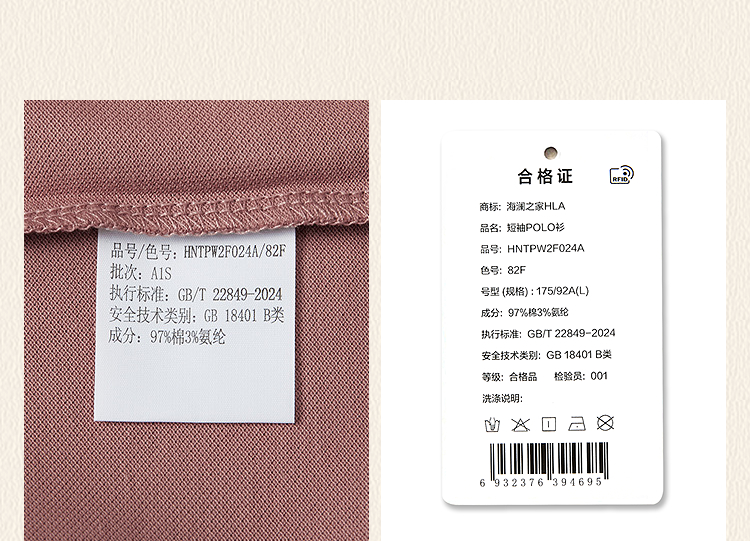 品号/色号: HNTPW2F024A/82F
批次: A1S
执行标准: GB/T 22849-2024
安全技术类别: GB 18401 B类
成分: 97%棉3%氨纶
合格证
RFID
商标: 海澜之家HLA
品名: 短袖POLO衫
品号: HNTPW2F024A
色号: 82F
号型 (规格) : 175/92A(L)
成分: 97%棉3%氨纶
执行标准: GB/T 22849-2024
安全技术类别: GB 18401 B类
等级: 合格品 检验员: 001
洗涤说明:
6 932376 394695